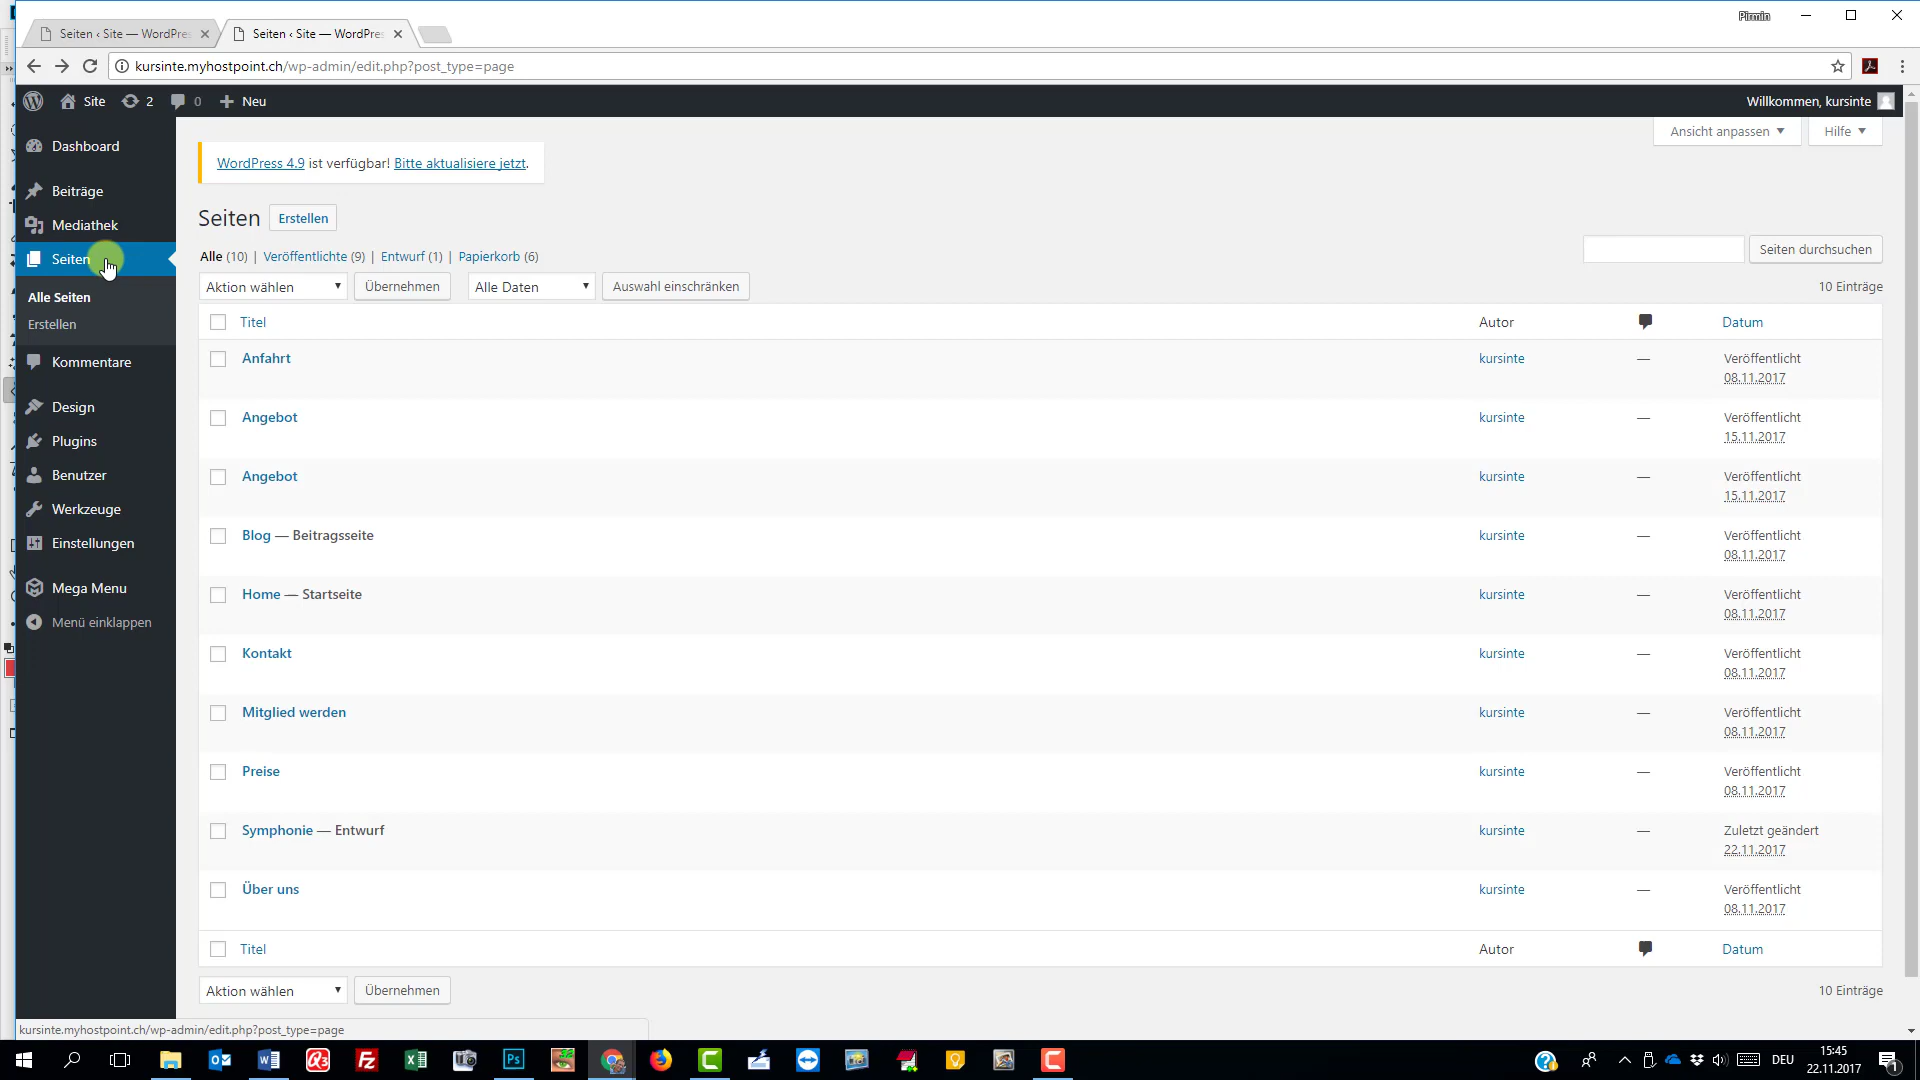 Pirmin
Seiten ‹ Site — WordPre
Seiten ‹ Site — WordPre
kursinte.myhostpoint.ch/wp-admin/edit.php?post_type=page
Site 2 0 Neu
Willkommen, kursinte
Ansicht anpassen Hilfe
Dashboard
Beiträge
Mediathek
Seiten
Alle Seiten
Erstellen
Kommentare
Design
Plugins
Benutzer
Werkzeuge
Einstellungen
Mega Menu
Menü einklappen
WordPress 4.9 ist verfügbar! Bitte aktualisiere jetzt.
Seiten Erstellen
Alle (10) | Veröffentlichte (9) | Entwurf (1) | Papierkorb (6)
Seiten durchsuchen
Aktion wählen Übernehmen Alle Daten Auswahl einschränken
10 Einträge
Titel Autor Datum
Anfahrt kursinte — Veröffentlicht
08.11.2017
Angebot kursinte — Veröffentlicht
15.11.2017
Angebot kursinte — Veröffentlicht
15.11.2017
Blog — Beitragsseite kursinte — Veröffentlicht
08.11.2017
Home — Startseite kursinte — Veröffentlicht
08.11.2017
Kontakt kursinte — Veröffentlicht
08.11.2017
Mitglied werden kursinte — Veröffentlicht
08.11.2017
Preise kursinte — Veröffentlicht
08.11.2017
Symphonie — Entwurf kursinte — Zuletzt geändert
22.11.2017
Über uns kursinte — Veröffentlicht
08.11.2017
Titel Autor Datum
Aktion wählen Übernehmen
10 Einträge
kursinte.myhostpoint.ch/wp-admin/edit.php?post_type=page
DEU
15:45
22.11.2017
1